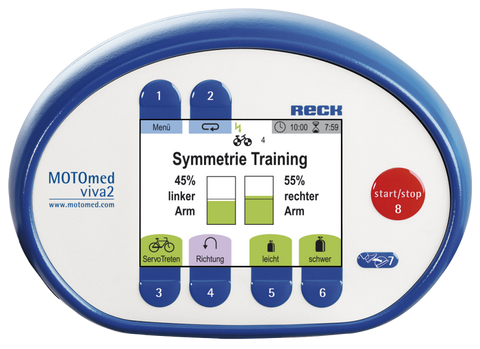 1 2
RECK
Menü 10:00 7:59
4
Symmetrie Training
45% 55%
linker rechter
Arm Arm
MOTOmed
viva2
www.motomed.com
start/stop
8
ServoTreten Richtung leicht schwer
7
3 4 5 6